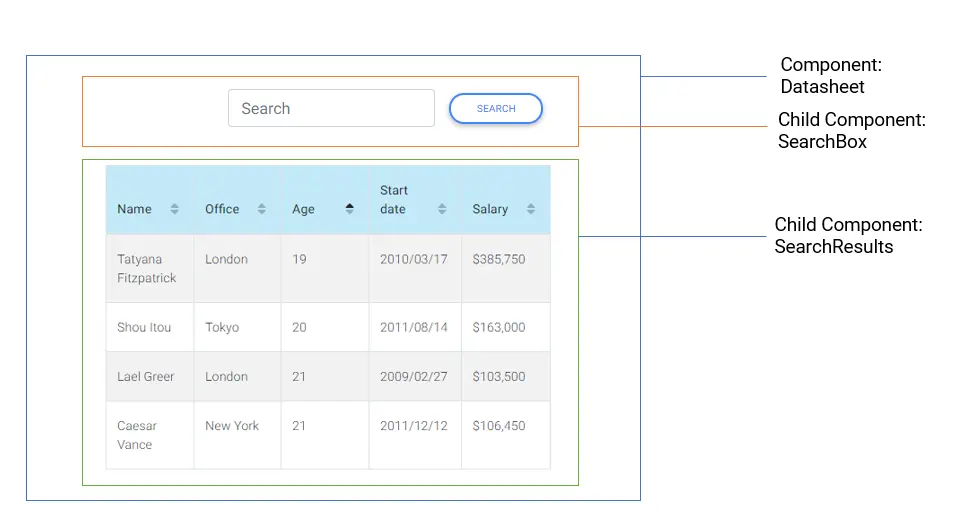 Component:
Datasheet
Search
SEARCH
Child Component:
SearchBox
Name Office Age Start date Salary
Child Component:
SearchResults
Tatyana Fitzpatrick London 19 2010/03/17 $385,750
Shou Itou Tokyo 20 2011/08/14 $163,000
Lael Greer London 21 2009/02/27 $103,500
Caesar Vance New York 21 2011/12/12 $106,450